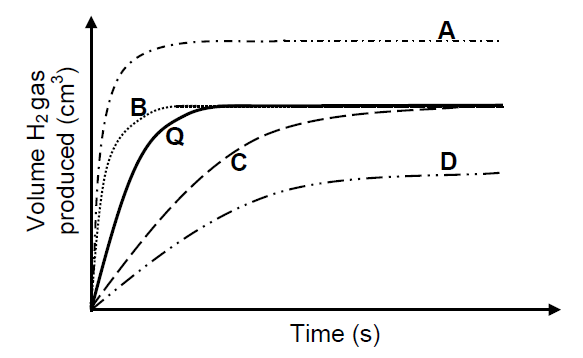 A
B
Q
C
D
Volume H₂ gas
produced (cm³)
Time (s)